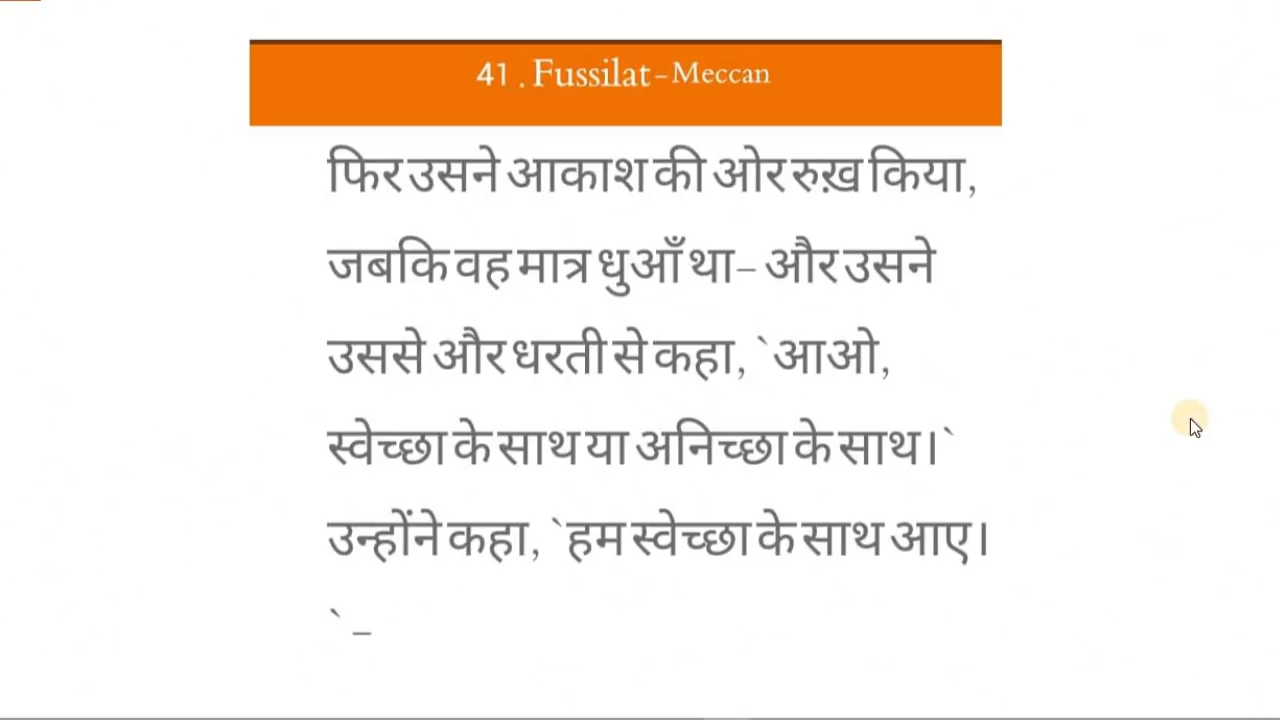 41 . Fussilat - Meccan
फिर उसने आकाश की ओर रुख़ किया,
जबकि वह मात्र धुआँ था- और उसने
उससे और धरती से कहा, `आओ,
स्वेच्छा के साथ या अनिच्छा के साथ।`
उन्होंने कहा, `हम स्वेच्छा के साथ आए।
` _